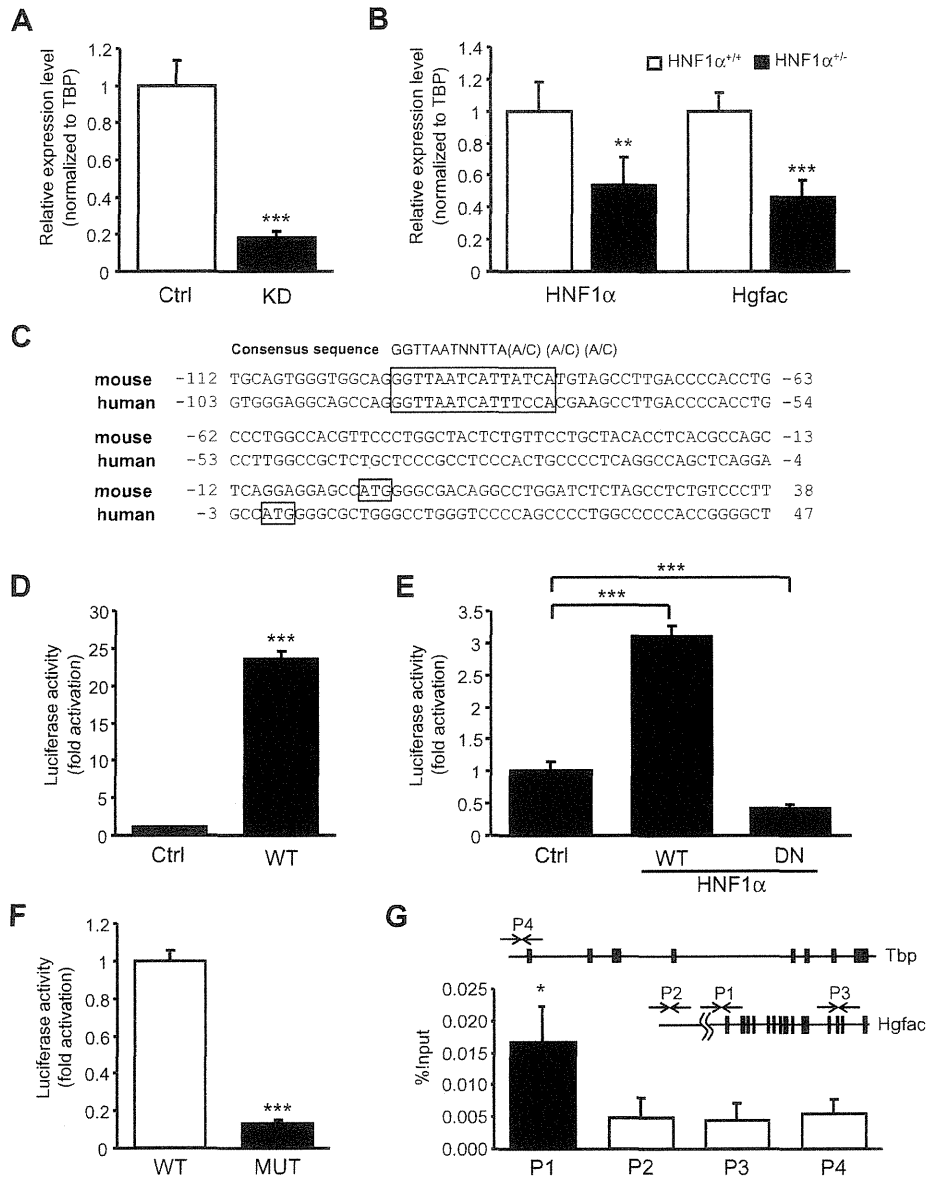 A
Relative expression level
(normalized to TBP)
1.2
1
0.8
0.6
0.4
0.2
0
***
Ctrl KD
B
Relative expression level
(normalized to TBP)
HNF1α+/+ HNF1α+/-
1.4
1.2
1
0.8
0.6
0.4
0.2
0
**
***
HNF1α Hgfac
C
Consensus sequence GGTTAATNNTTA(A/C) (A/C) (A/C)
mouse -112 TGCAGTGGGTGGCAGGGTTAATCATTATCATGTAGCCTTGACCCCACCTG -63
human -103 GTGGGAGGCAGCCAGGGTTAATCATTTCCACGAAGCCTTGACCCCACCTG -54
mouse -62 CCCTGGCCACGTTCCCTGGCTACTCTGTTCCTGCTACACCTCACGCCAGC -13
human -53 CCTTGGCCGCTCTGCTCCCGCCTCCCACTGCCCCTCAGGCCAGCTCAGGA -4
mouse -12 TCAGGAGGAGCCATGGGGCGACAGGCCTGGATCTCTAGCCTCTGTCCCTT 38
human -3 GCCATGGGGCGCTGGGCCTGGGTCCCCAGCCCCTGGCCCCCACCGGGGCT 47
D
Luciferase activity
(fold activation)
30
25
20
15
10
5
0
***
Ctrl WT
E
Luciferase activity
(fold activation)
3.5
3
2.5
2
1.5
1
0.5
0
***
***
Ctrl WT DN
HNF1α
F
Luciferase activity
(fold activation)
1.2
1
0.8
0.6
0.4
0.2
0
***
WT MUT
G
P4
Tbp
P2 P1 P3
Hgfac
%Input
0.025
0.020
0.015
0.010
0.005
0.000
*
P1 P2 P3 P4